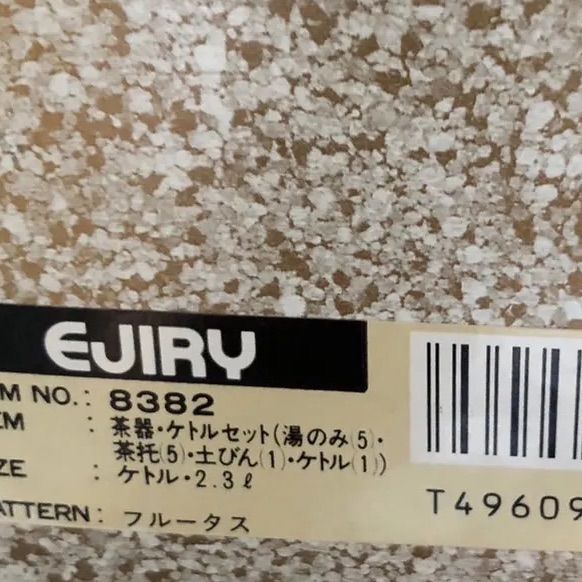 EJIRY
M NO.: 8382
EM : 茶器・ケトルセット(湯のみ(5)・
茶托(5)・土びん(1)・ケトル(1))
ZE : ケトル・2.3ℓ
ATTERN: フルータス
T49609